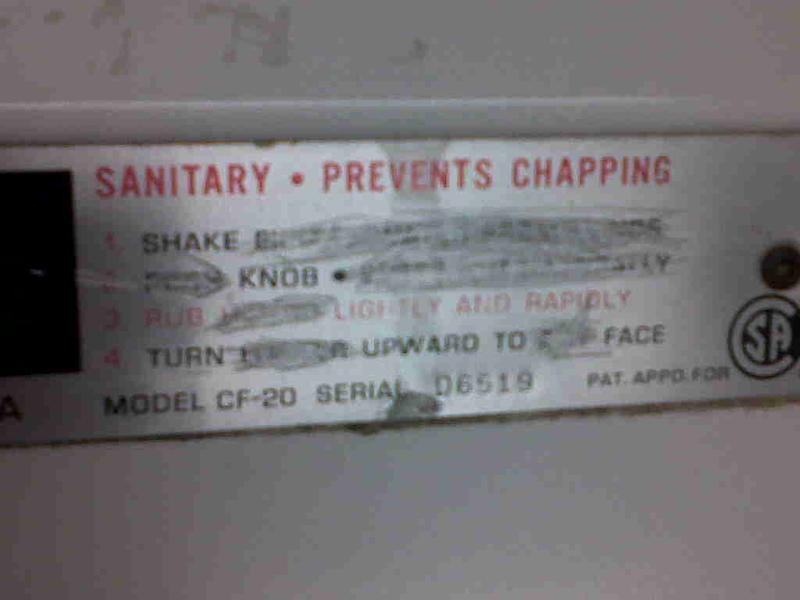 SANITARY • PREVENTS CHAPPING
1. SHAKE
2. KNOB •
3. RUB LIGHTLY AND RAPIDLY
4. TURN UPWARD TO FACE
MODEL CF-20 SERIAL D6519 PAT. APPD. FOR
SA
A